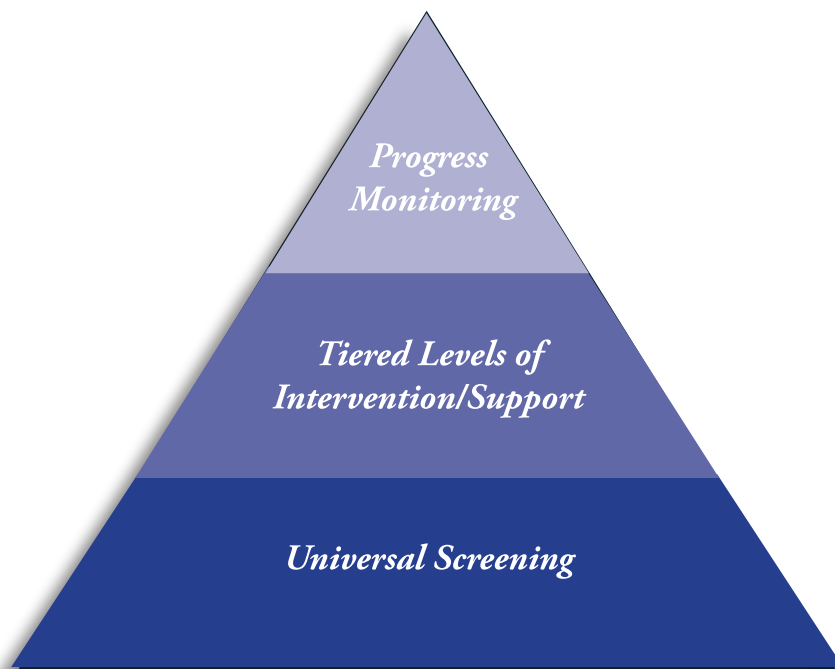 Progress
Monitoring
Tiered Levels of
Intervention/Support
Universal Screening